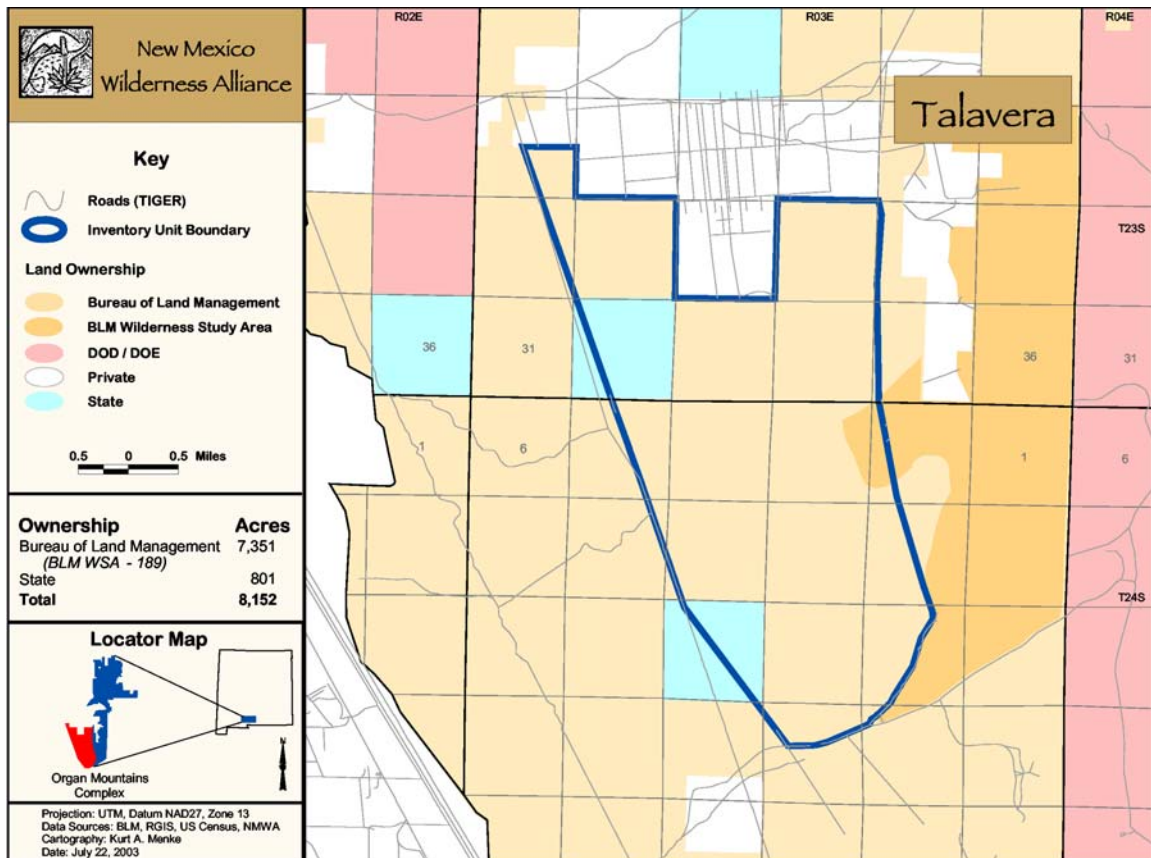 New Mexico
Wilderness Alliance
Key
Roads (TIGER)
Inventory Unit Boundary
Land Ownership
Bureau of Land Management
BLM Wilderness Study Area
DOD / DOE
Private
State
0.5 0 0.5 Miles
Ownership Acres
Bureau of Land Management 7,351
(BLM WSA - 189)
State 801
Total 8,152
Locator Map
Organ Mountains
Complex
N
Projection: UTM, Datum NAD27, Zone 13
Data Sources: BLM, RGIS, US Census, NMWA
Cartography: Kurt A. Menke
Date: July 22, 2003
R02E R03E R04E
Talavera
T23S
36 31 36 31
1 6 1 6
T24S